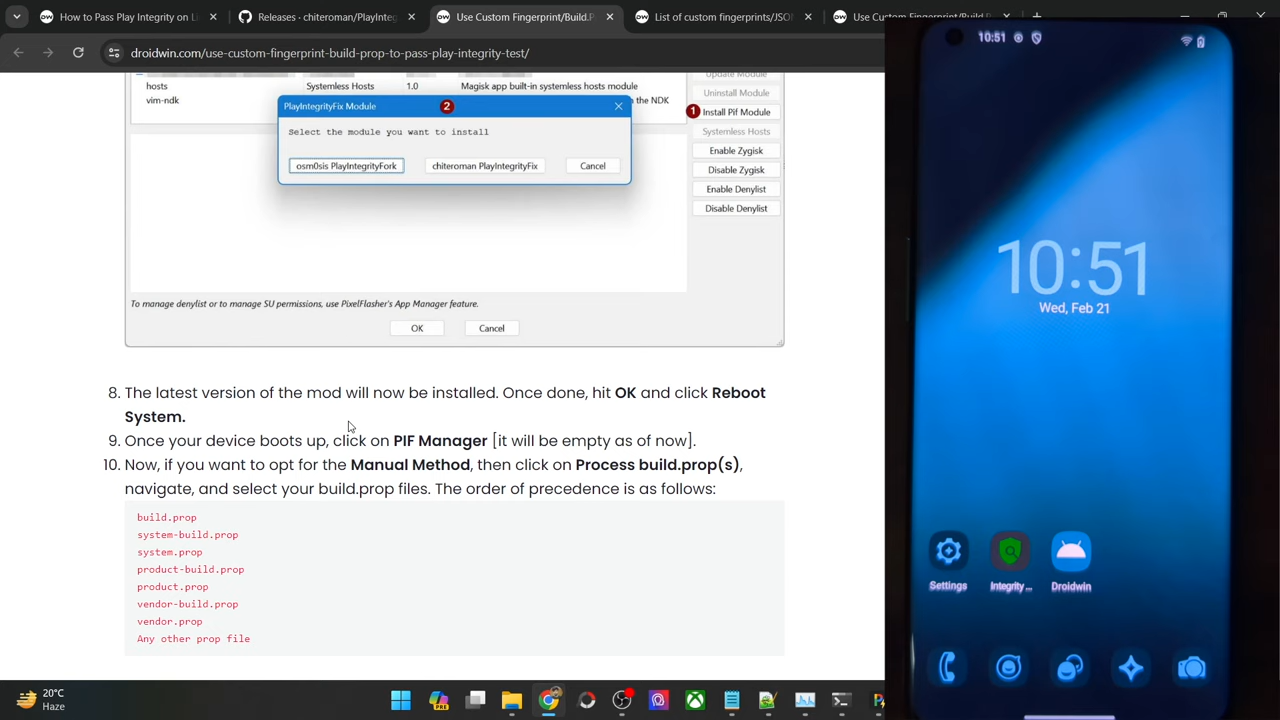 How to Pass Play Integrity on Li
Releases · chiteroman/PlayInteg
Use Custom Fingerprint/Build.P
List of custom fingerprints/JSON
Use Custom Fingerprint/Build.P
droidwin.com/use-custom-fingerprint-build-prop-to-pass-play-integrity-test/
Update Module
hosts Systemless Hosts 1.0 Magisk app built-in systemless hosts module
Uninstall Module
vim-ndk the NDK
PlayIntegrityFix Module 2
1 Install Pif Module
Select the module you want to install
Systemless Hosts
Enable Zygisk
osm0sis PlayIntegrityFork chiteroman PlayIntegrityFix Cancel
Disable Zygisk
Enable Denylist
Disable Denylist
To manage denylist or to manage SU permissions, use PixelFlasher's App Manager feature.
OK Cancel
8. The latest version of the mod will now be installed. Once done, hit OK and click Reboot
System.
9. Once your device boots up, click on PIF Manager [it will be empty as of now].
10. Now, if you want to opt for the Manual Method, then click on Process build.prop(s),
navigate, and select your build.prop files. The order of precedence is as follows:
build.prop
system-build.prop
system.prop
product-build.prop
product.prop
vendor-build.prop
vendor.prop
Any other prop file
20°C
Haze
PRE
10:51
10:51
Wed, Feb 21
Settings Integrity ... Droidwin